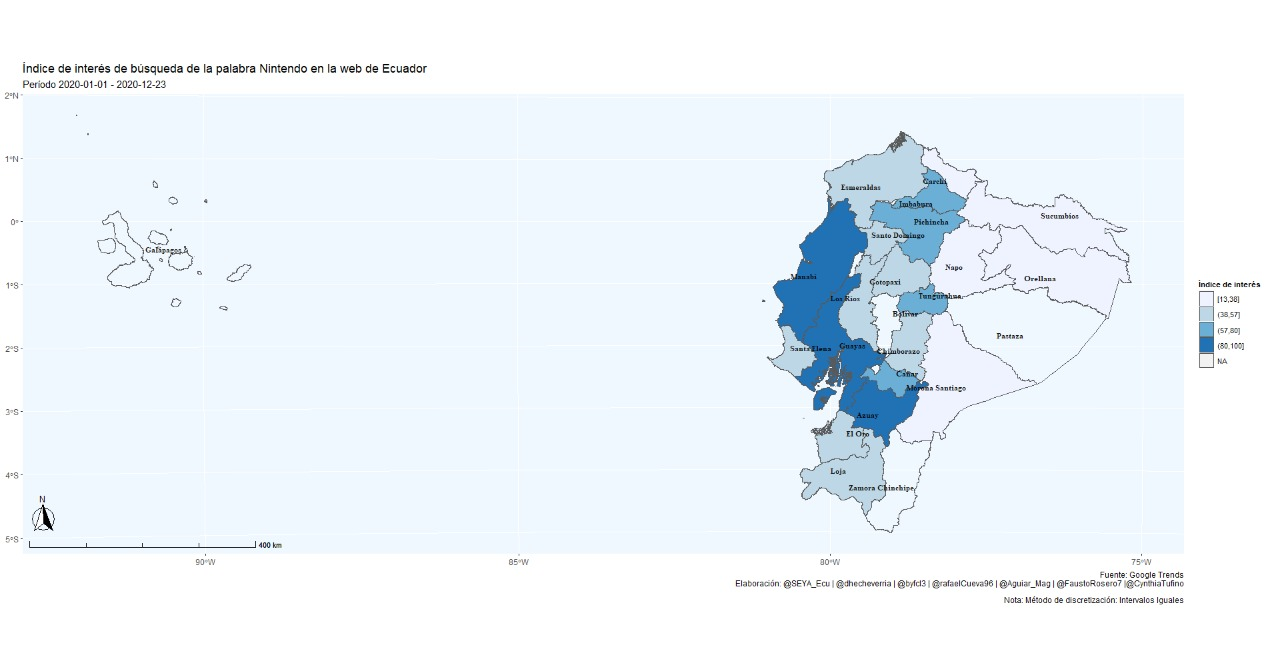 Índice de interés de búsqueda de la palabra Nintendo en la web de Ecuador
Período 2020-01-01 - 2020-12-23
2°N
1°N
0°
1°S
2°S
3°S
4°S
5°S
Galápagos
Esmeraldas
Carchi
Imbabura
Sucumbíos
Pichincha
Santo Domingo
Napo
Manabí
Cotopaxi
Orellana
Los Ríos
Tungurahua
Bolívar
Pastaza
Santa Elena
Guayas
Chimborazo
Cañar
Morona Santiago
Azuay
El Oro
Loja
Zamora Chinchipe
Índice de interés
[13,38]
(38,57]
(57,80]
(80,100]
NA
N
400 km
90°W
85°W
80°W
75°W
Fuente: Google Trends
Elaboración: @SEYA_Ecu | @dhecheverria | @byfcl3 | @rafaelCueva96 | @Aguiar_Mag | @FaustoRosero7 |@CynthiaTufino
Nota: Método de discretización: Intervalos Iguales